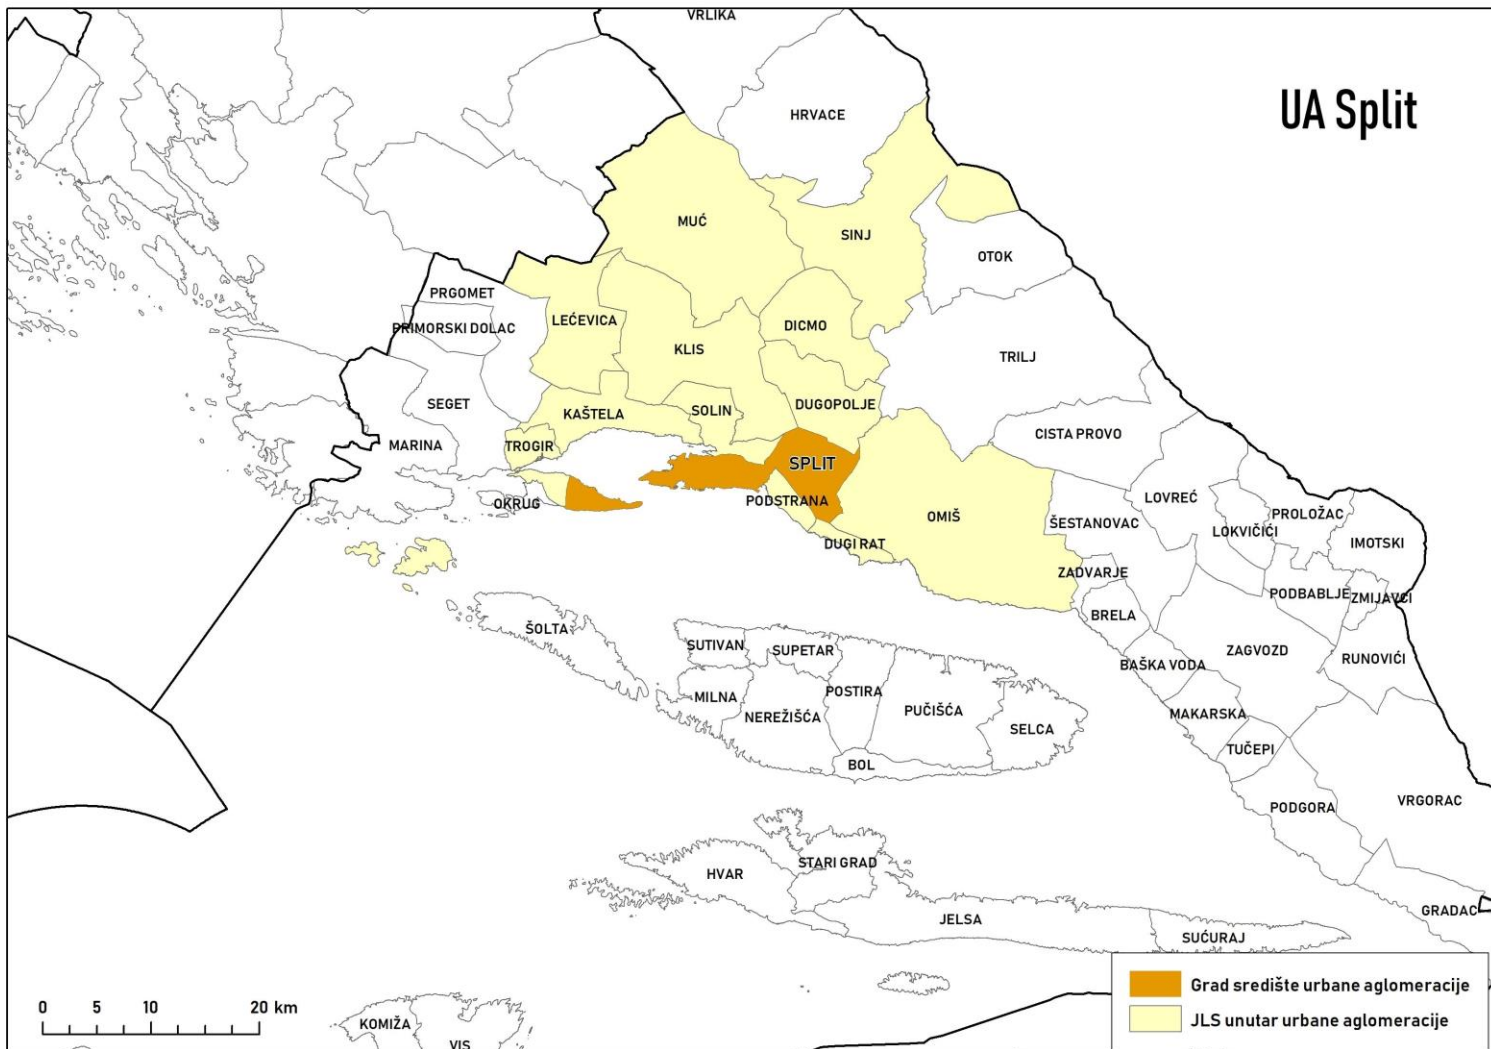 VRLIKA
UA Split
HRVACE
MUĆ
SINJ
OTOK
PRGOMET
PRIMORSKI DOLAC
LEĆEVICA
DICMO
KLIS
TRILJ
SEGET
KAŠTELA
SOLIN
DUGOPOLJE
MARINA
TROGIR
CISTA PROVO
SPLIT
OKRUG
PODSTRANA
OMIŠ
LOVREĆ
ŠESTANOVAC
PROLOŽAC
LOKVIČIĆI
IMOTSKI
DUGI RAT
ZADVARJE
PODBABLJE
ZMIJAVCI
BRELA
ŠOLTA
SUTIVAN
SUPETAR
BAŠKA VODA
ZAGVOZD
RUNOVIĆI
MILNA
NEREŽIŠĆA
POSTIRA
PUČIŠĆA
SELCA
MAKARSKA
TUČEPI
BOL
PODGORA
VRGORAC
HVAR
STARI GRAD
JELSA
SUĆURAJ
GRADAC
0 5 10 20 km
KOMIŽA
VIS
Grad središte urbane aglomeracije
JLS unutar urbane aglomeracije